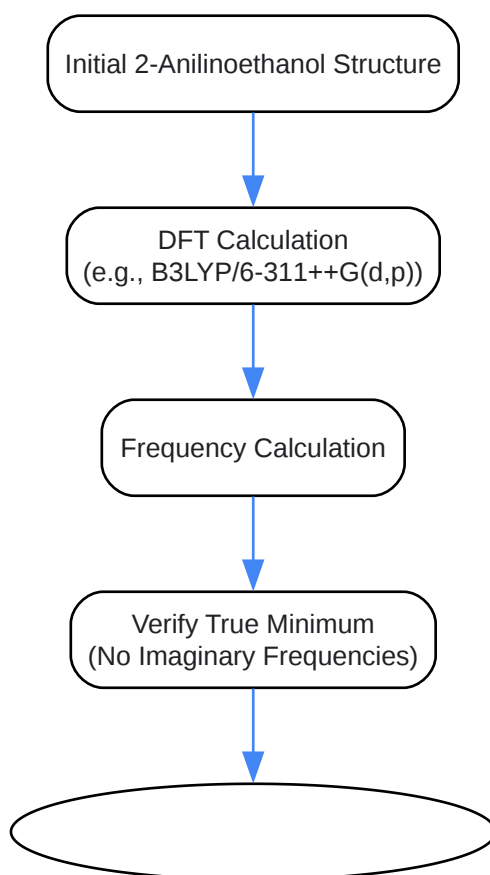 Initial 2-Anilinoethanol Structure
DFT Calculation
(e.g., B3LYP/6-311++G(d,p))
Frequency Calculation
Verify True Minimum
(No Imaginary Frequencies)